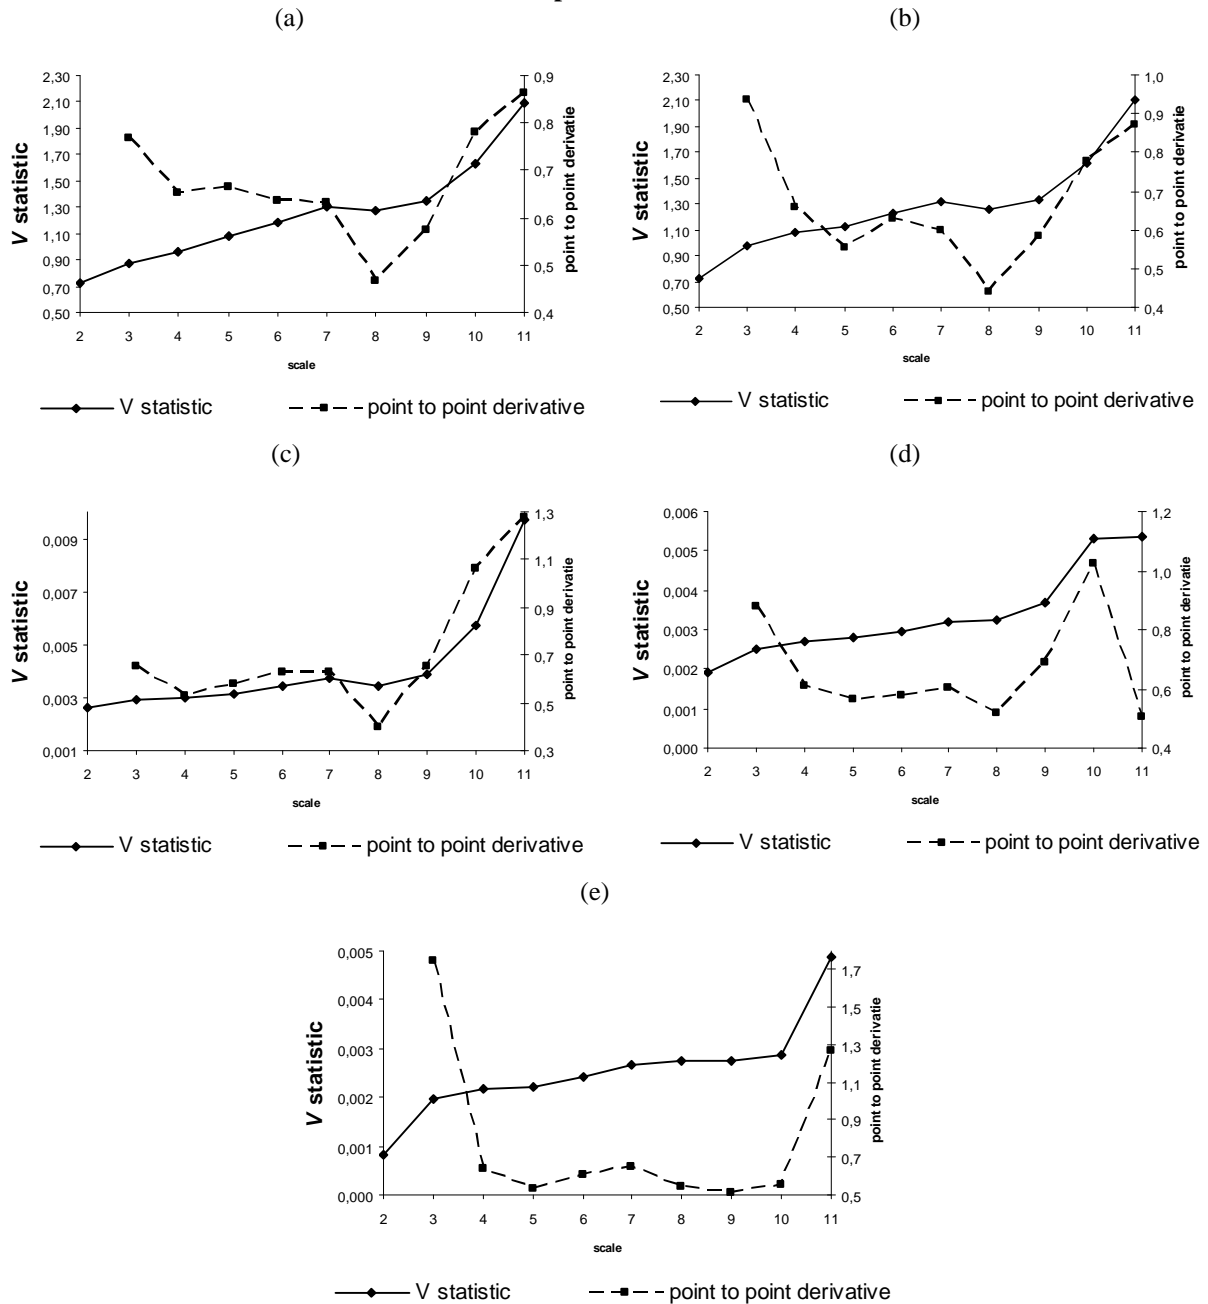 (a)
2,30
2,10
1,90
1,70
1,50
1,30
1,10
0,90
0,70
0,50
V statistic
0,9
0,8
0,7
0,6
0,5
0,4
point to point derivatie
2 3 4 5 6 7 8 9 10 11
scale
V statistic point to point derivative
(b)
2,30
2,10
1,90
1,70
1,50
1,30
1,10
0,90
0,70
0,50
V statistic
1,0
0,9
0,8
0,7
0,6
0,5
0,4
point to point derivatie
2 3 4 5 6 7 8 9 10 11
scale
V statistic point to point derivative
(c)
0,009
0,007
0,005
0,003
0,001
V statistic
1,3
1,1
0,9
0,7
0,5
0,3
point to point derivatie
2 3 4 5 6 7 8 9 10 11
scale
V statistic point to point derivative
(d)
0,006
0,005
0,004
0,003
0,002
0,001
0,000
V statistic
1,2
1,0
0,8
0,6
0,4
point to point derivatie
2 3 4 5 6 7 8 9 10 11
scale
V statistic point to point derivative
(e)
0,005
0,004
0,003
0,002
0,001
0,000
V statistic
1,7
1,5
1,3
1,1
0,9
0,7
0,5
point to point derivatie
2 3 4 5 6 7 8 9 10 11
scale
V statistic point to point derivative